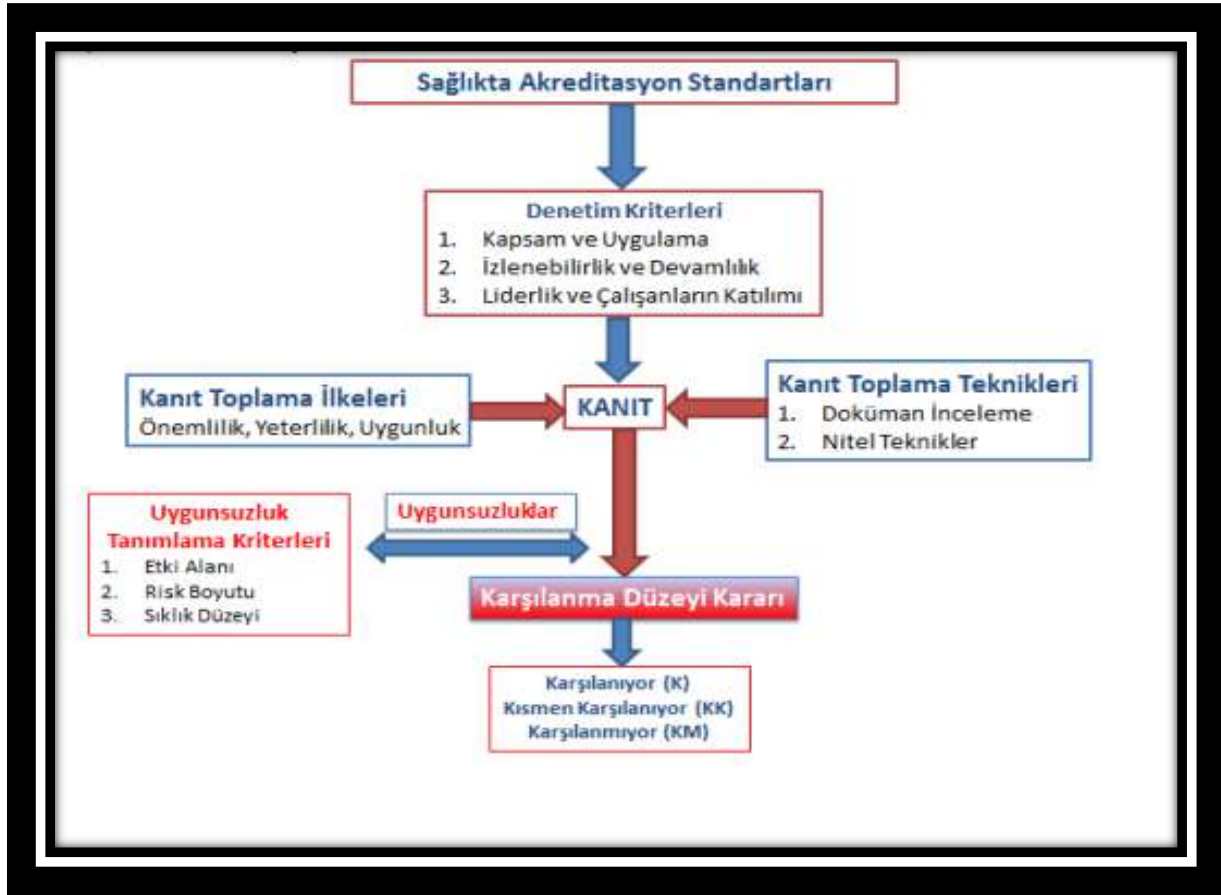 Sağlıkta Akreditasyon Standartları
Denetim Kriterleri
1. Kapsam ve Uygulama
2. İzlenebilirlik ve Devamlılık
3. Liderlik ve Çalışanların Katılımı
Kanıt Toplama İlkeleri
Önemlilik, Yeterlilik, Uygunluk
KANIT
Kanıt Toplama Teknikleri
1. Doküman İnceleme
2. Nitel Teknikler
Uygunsuzluk
Tanımlama Kriterleri
1. Etki Alanı
2. Risk Boyutu
3. Sıklık Düzeyi
Uygunsuzluklar
Karşılanma Düzeyi Kararı
Karşılanıyor (K)
Kısmen Karşılanıyor (KK)
Karşılanmıyor (KM)